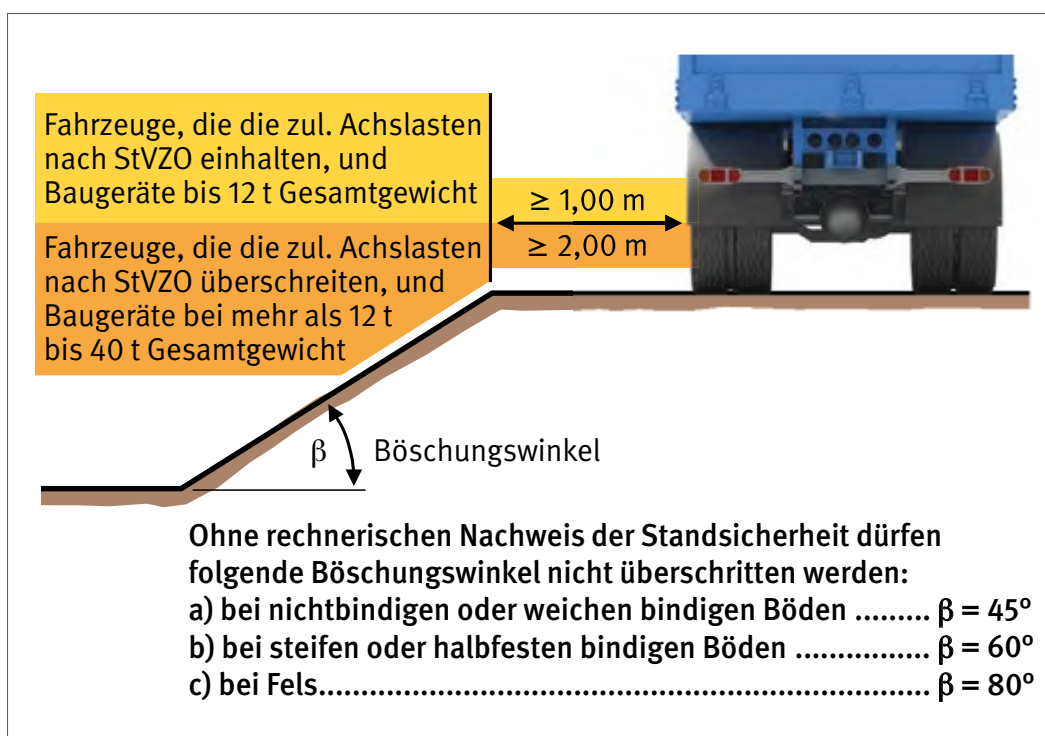 Fahrzeuge, die die zul. Achslasten
nach StVZO einhalten, und
Baugeräte bis 12 t Gesamtgewicht
≥ 1,00 m
Fahrzeuge, die die zul. Achslasten
nach StVZO überschreiten, und
Baugeräte bei mehr als 12 t
bis 40 t Gesamtgewicht
≥ 2,00 m
β Böschungswinkel
Ohne rechnerischen Nachweis der Standsicherheit dürfen
folgende Böschungswinkel nicht überschritten werden:
a) bei nichtbindigen oder weichen bindigen Böden ......... β = 45°
b) bei steifen oder halbfesten bindigen Böden ................ β = 60°
c) bei Fels........................................................................ β = 80°